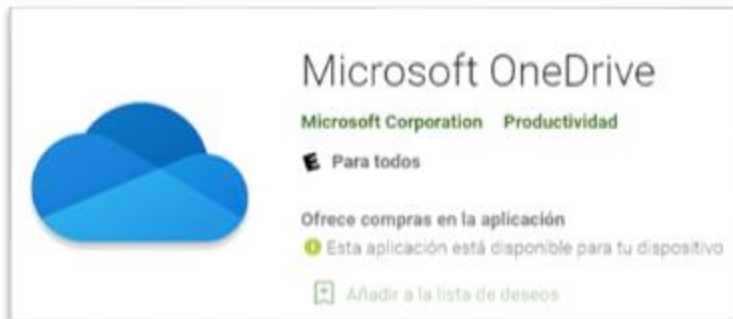 Microsoft OneDrive
Microsoft Corporation Productividad
E Para todos
Ofrece compras en la aplicación
Esta aplicación está disponible para tu dispositivo
Añadir a la lista de deseos